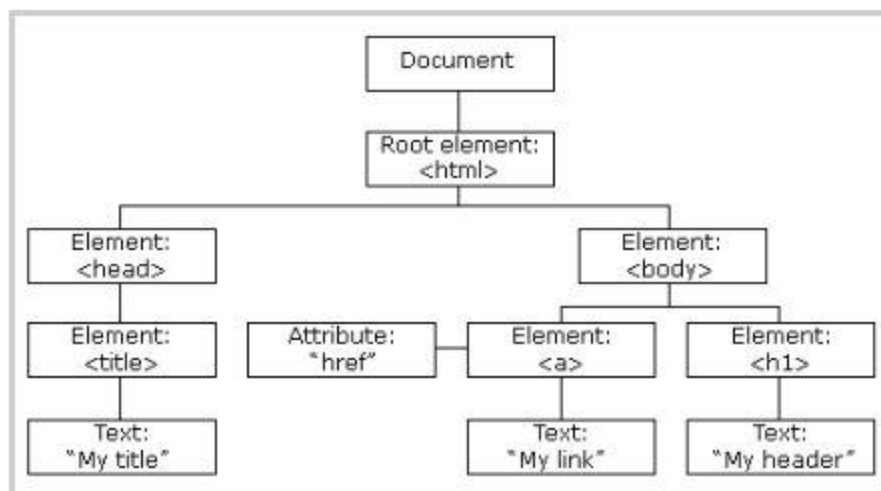 Document
Root element:
<html>
Element:
<head>
Element:
<body>
Element:
<title>
Attribute:
“href”
Element:
<a>
Element:
<h1>
Text:
“My title”
Text:
“My link”
Text:
“My header”